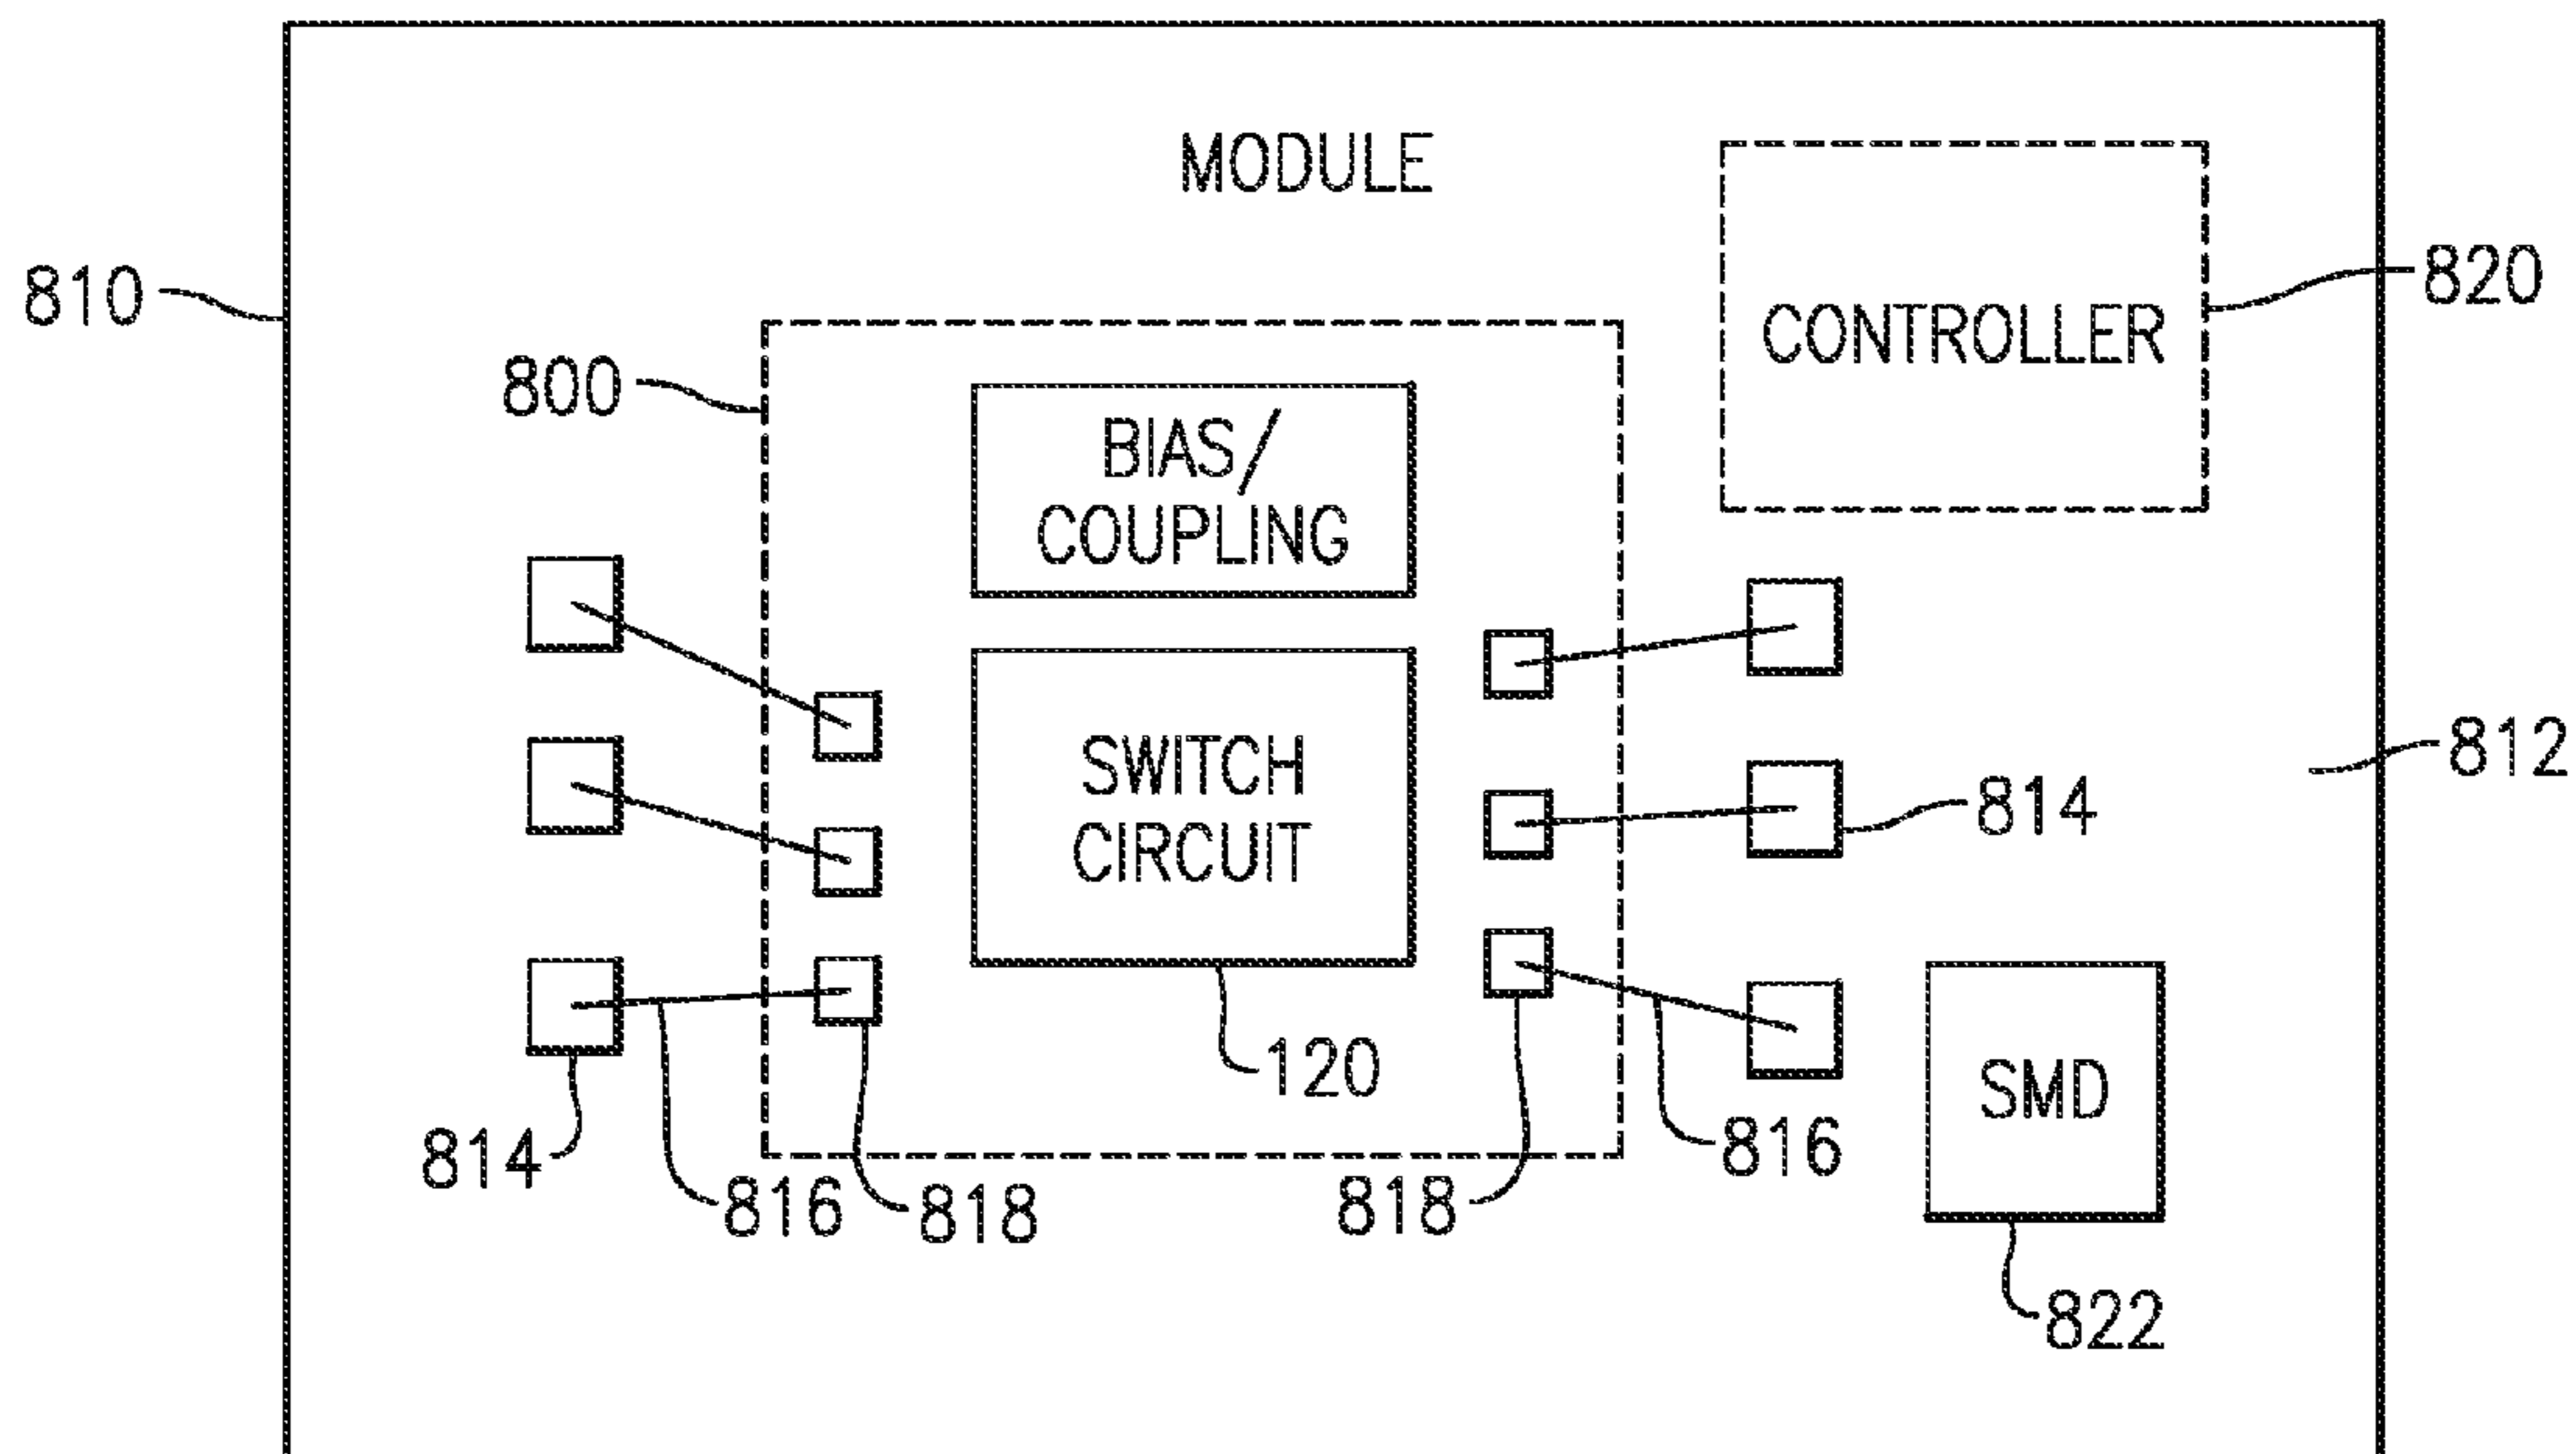 MODULE
810
820
CONTROLLER
800
BIAS/
COUPLING
812
SWITCH
CIRCUIT
814
120
814
816
818
818
816
SMD
822